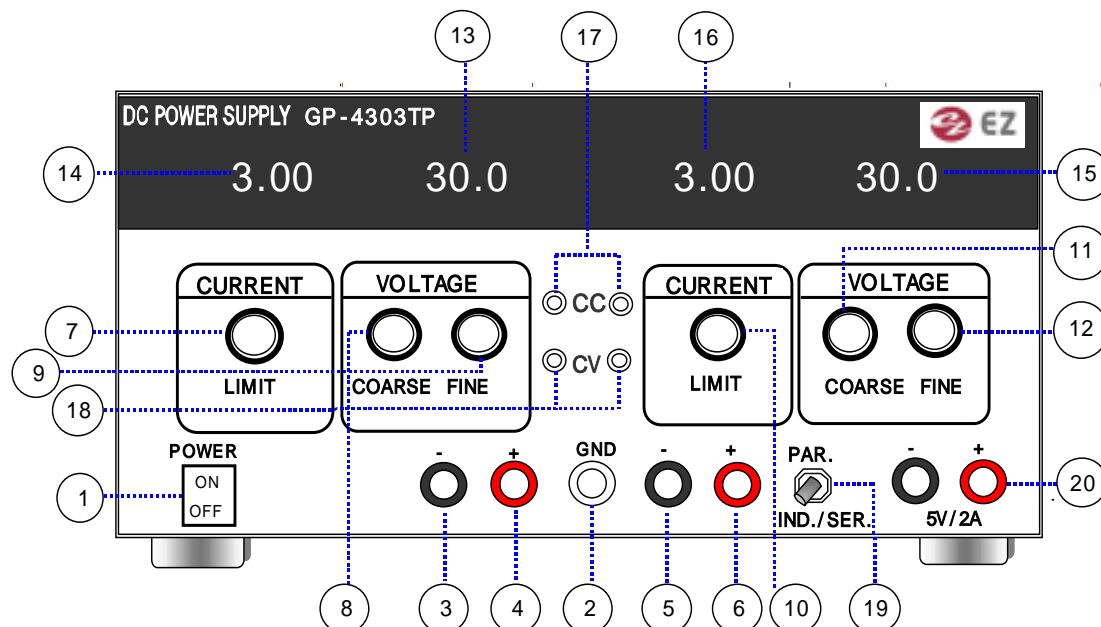 13 17 16
DC POWER SUPPLY GP-4303TP
EZ
14 3.00 30.0 3.00 30.0 15
11
CURRENT VOLTAGE CURRENT VOLTAGE
CC
7 12
9 CV
LIMIT COARSE FINE LIMIT COARSE FINE
18
POWER - + GND - + PAR. - +
ON
1 20
OFF
IND./SER. 5V/2A
8 3 4 2 5 6 10 19